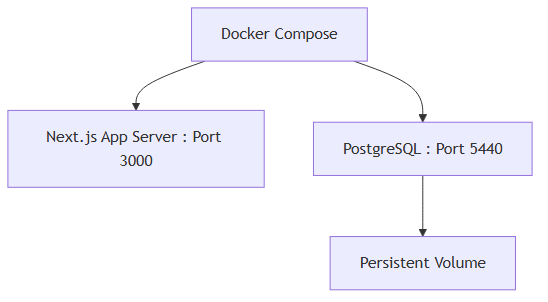 Docker Compose
Next.js App Server : Port
3000
PostgreSQL : Port 5440
Persistent Volume